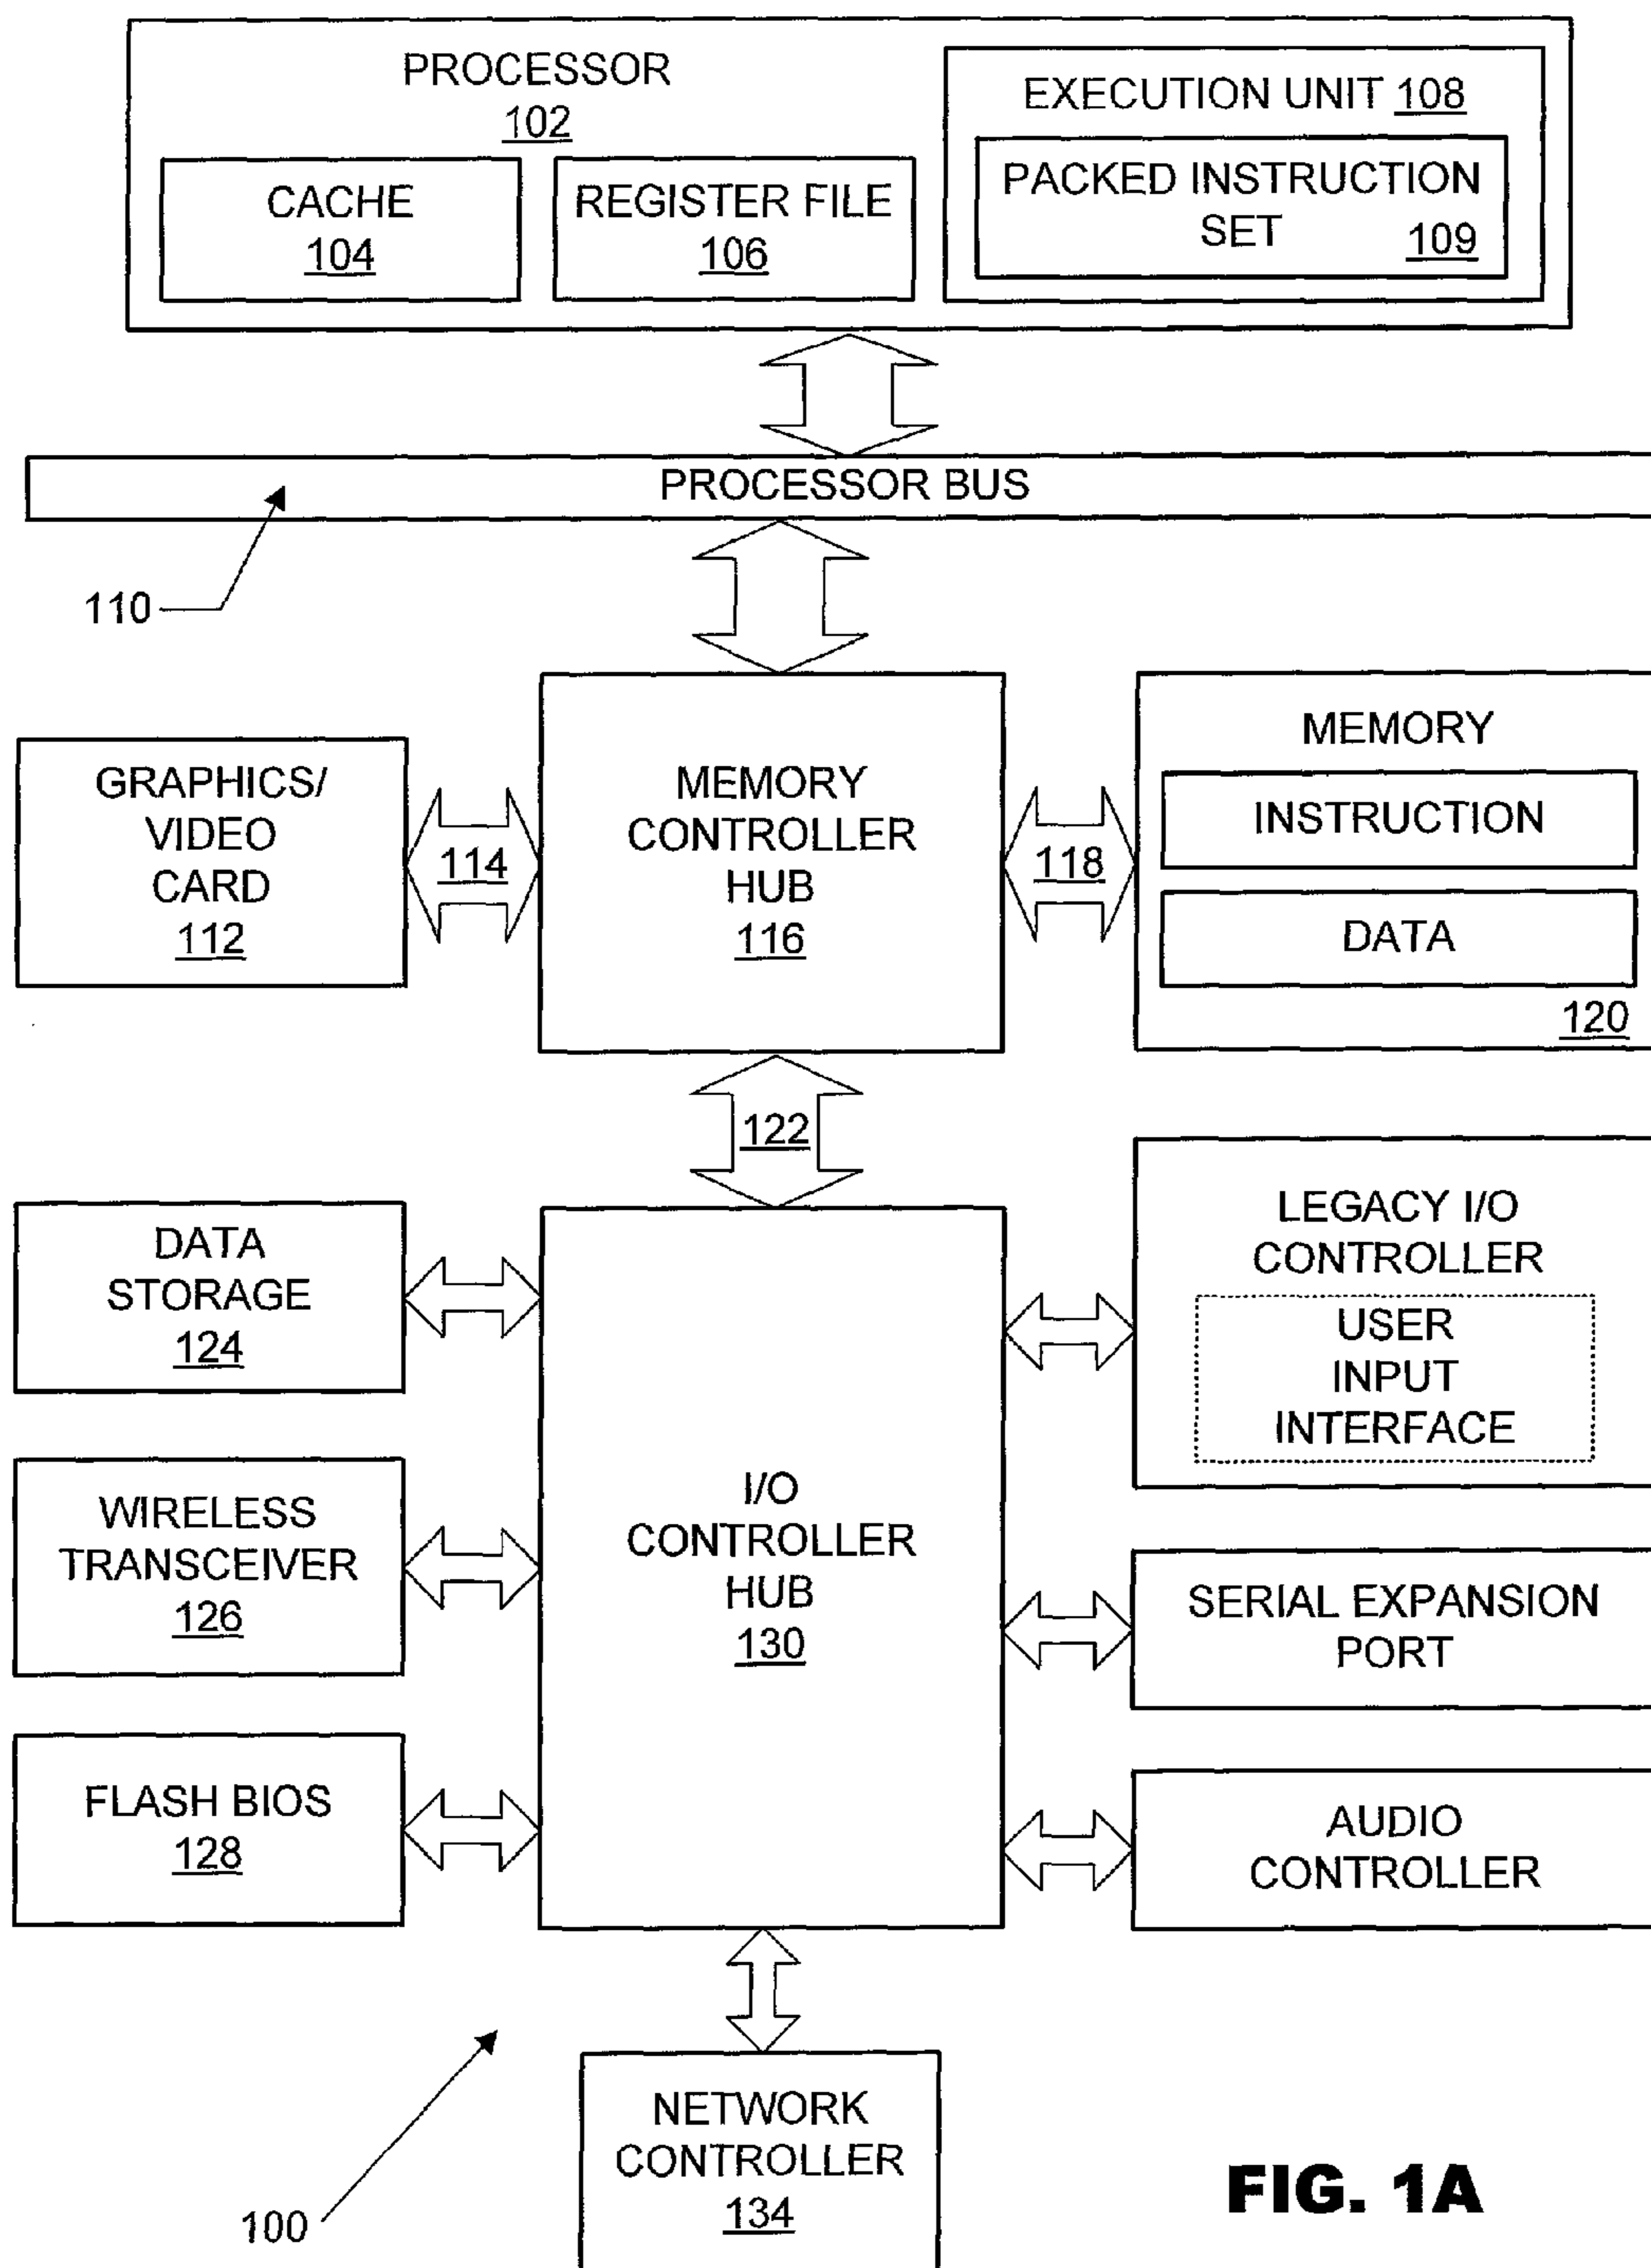 PROCESSOR
102
CACHE
104
REGISTER FILE
106
EXECUTION UNIT 108
PACKED INSTRUCTION
SET 109
PROCESSOR BUS
110
GRAPHICS/
VIDEO
CARD
112
114
MEMORY
CONTROLLER
HUB
116
118
MEMORY
INSTRUCTION
DATA
120
122
DATA
STORAGE
124
WIRELESS
TRANSCEIVER
126
FLASH BIOS
128
I/O
CONTROLLER
HUB
130
LEGACY I/O
CONTROLLER
USER
INPUT
INTERFACE
SERIAL EXPANSION
PORT
AUDIO
CONTROLLER
NETWORK
CONTROLLER
134
100
FIG. 1A